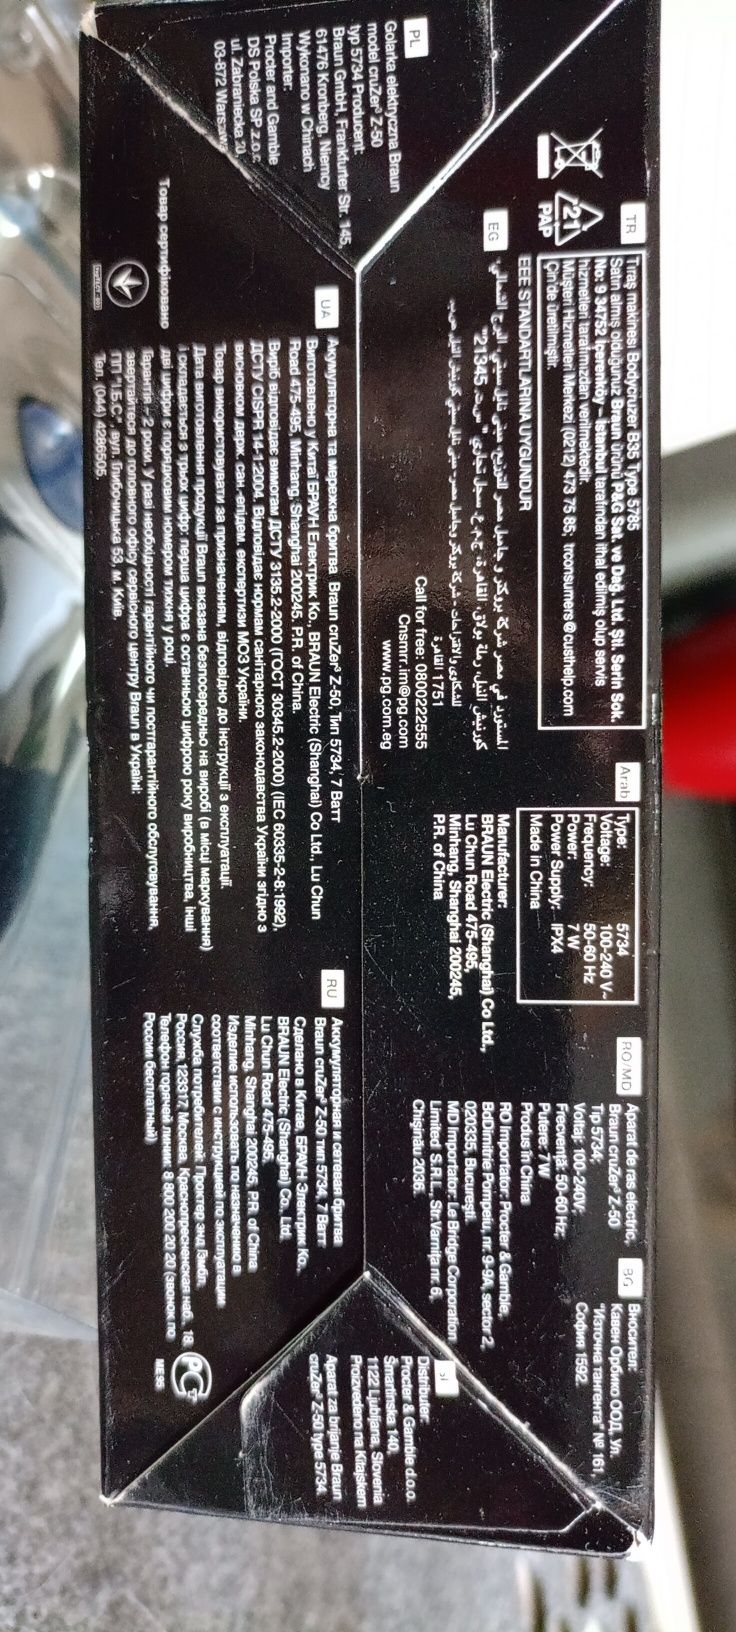 PL
Golarka elektryczna Braun
model cruZer³ Z-50
typ 5734 Producent:
Braun GmbH, Frankfurter Str. 145,
61476 Kronberg, Niemcy
Wykonano w Chinach
Importer:
Procter and Gamble
DS Polska SP z.o.o
ul. Zabraniecka 20
03-872 Warszawa
21
PAP
TR
Tıraş makinesi Bodycruzer B35 Type 5785
Satın almış olduğunuz Braun ürünü P&G Sat. ve Dağ. Ltd. Şti. Serin Sok.
No: 9 34752 İçerenköy - İstanbul tarafından ithal edilmiş olup servis
hizmetleri tarafımızdan verilmektedir.
Müşteri Hizmetleri Merkezi (0212) 473 75 85; trconsumers@custhelp.com
Çin'de üretilmiştir.
EEE STANDARTLARINA UYGUNDUR
EG
21345
1751 القاهرة
Call for free: 0800222555
Cnsmrr.im@pg.com
www.pg.com.eg
Arab
Type: 5734
Voltage: 100-240 V~
Frequency: 50-60 Hz
Power: 7 W
Power Supply: IPX4
Made in China
Manufacturer:
BRAUN Electric (Shanghai) Co Ltd.,
Lu Chun Road 475-495,
Minhang, Shanghai 200245,
P.R. of China
RO/MD
Aparat de ras electric,
Braun cruZer³ Z-50
Tip 5734,
Voltaj: 100-240V;
Frecvenţă: 50-60 Hz;
Putere: 7W
Produs în China
RO Importator: Procter & Gamble,
BdDimitrie Pompeiu, nr. 9-9A, sector 2,
020335, Bucureşti
MD Importator: Le Bridge Corporation
Limited S.R.L.,
Chişinău 2036
BG
Вносител:
Кавен Орбико ООД, Ул.
"Източна Тангента" № 161,
София 1592
SI
Distributer:
Procter & Gamble d.o.o.
Šmartinska 140,
1122 Ljubljana, Slovenia
Proizvedeno na Kitajskem
Aparat za britje Braun
cruZer³ Z-50 type 5734
UA
Акумуляторна та мережна бритва, Braun cruZer³ Z-50, Тип 5734, 7 Ватт
Виготовлено у Китаї БРАУН Електрик Ко., BRAUN Electric (Shanghai) Co Ltd., Lu Chun
Road 475-495, Minhang, Shanghai 200245, P.R. of China.
Виріб відповідає вимогам ДСТУ 3135.2-2000 (ГОСТ 30345.2-2000) (IEC 60335-2-8:1992),
ДСТУ CISPR 14-1:2004. Відповідає нормам санітарного законодавства України згідно з
висновком держ. сан.-епідем. експертизи МОЗ України.
Товар використовувати за призначенням, відповідно до інструкції з експлуатації.
Дата виготовлення продукції Braun вказана безпосередньо на виробі (в місці маркування)
і складається з трьох цифр: перша цифра є останньою цифрою року виробництва, інші
дві цифри є порядковим номером тижня у році.
Гарантія - 2 роки. У разі необхідності гарантійного чи постгарантійного обслуговування,
звертайтеся до головного офісу сервісного центру Braun в Україні:
ПП "І.Б.С", вул. Глибочицька 53, м. Київ.
Тел. (044) 4286505.
Товар сертифіковано
RU
Аккумуляторная и сетевая бритва
Braun cruZer³ Z-50 тип 5734, 7 Ватт
Сделано в Китае, БРАУН Электрик Ко,
BRAUN Electric (Shanghai) Co., Ltd,
Lu Chun Road 475-495,
Minhang, Shanghai 200245, P.R. of China
Изделие использовать по назначению в
соответствии с инструкцией по эксплуатации
Служба потребителей. Проктер энд Гэмбл,
Россия, 123317 Москва, Краснопресненская наб., 18
Телефон горячей линии: 8 800 200 20 20 (звонок по
России бесплатный)
РСТ
ME 95